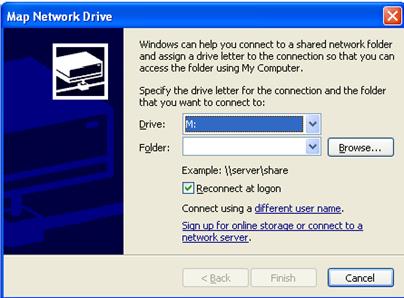 Map Network Drive
Windows can help you connect to a shared network folder
and assign a drive letter to the connection so that you can
access the folder using My Computer.
Specify the drive letter for the connection and the folder
that you want to connect to:
Drive: M:
Folder: Browse...
Example: \\server\share
Reconnect at logon
Connect using a different user name.
Sign up for online storage or connect to a
network server.
< Back Finish Cancel